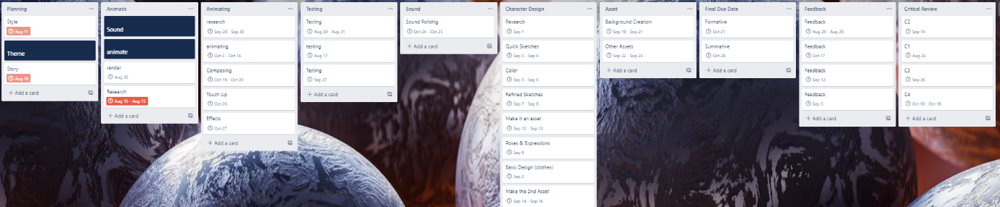 Planning
Style
Aug 11
Theme
Story
Aug 10
Add a card
Animatic
Sound
animate
render
Aug 26
Research
Aug 15 - Aug 15
Add a card
Animating
research
Sep 28 - Sep 30
animating
Oct 3 - Oct 16
Composing
Oct 19 - Oct 20
Touch Up
Oct 26
Effects
Oct 27
Add a card
Testing
Testing
Aug 30 - Aug 31
testing
Aug 17
Testing
Sep 27
Add a card
Sound
Sound Polishig
Oct 24 - Oct 25
Add a card
Character Design
Research
Sep 1
Quick Sketches
Sep 5 - Sep 6
Color
Sep 5 - Sep 6
Refined Sketches
Sep 7 - Sep 8
Make It an asset
Sep 12 - Sep 13
Poses & Expressions
Sep 9
Basic Design (clothes)
Sep 2
Make the 2nd Asset
Sep 14 - Sep 16
Asset
Background Creation
Sep 19 - Sep 21
Other Assets
Sep 22 - Sep 23
Add a card
Final Due Date
Formative
Oct 21
Summative
Oct 28
Add a card
Feedback
Feedback
Aug 29 - Aug 29
Feedback
Oct 17
Feedback
Sep 12
Feedback
Sep 5
Add a card
Critical Review
C2
Sep 14
C1
Aug 26
C3
Sep 26
C4
Oct 18 - Oct 18
Add a card